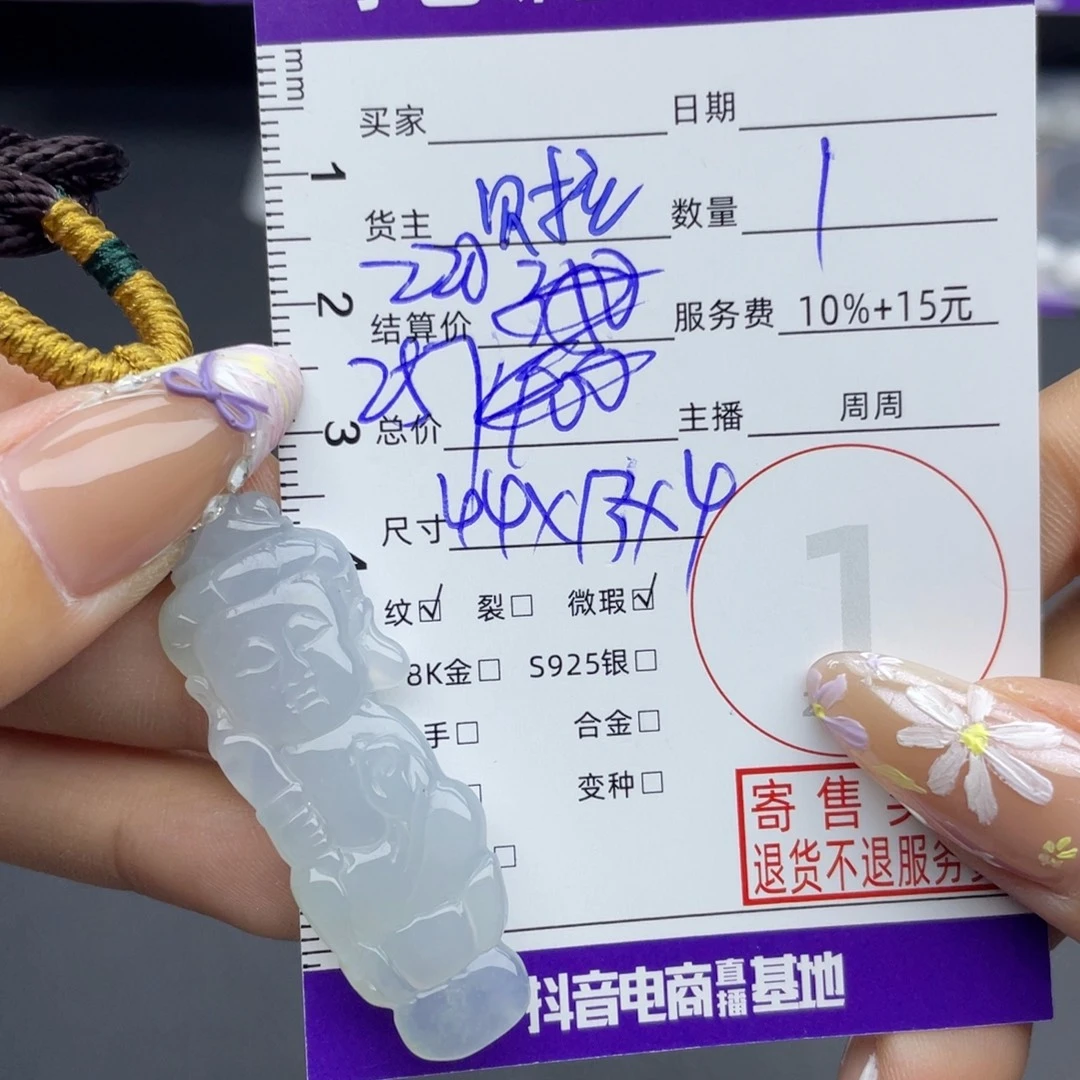 mm
买家 日期
1
货主 贝拉 数量 1
220
2
结算价 服务费 10%+15元
257
3
总价 主播 周周
尺寸 44×13×4
纹☑ 裂□ 微瑕☑
8K金□ S925银□
1
手□ 合金□
变种□
寄售
退货不退服务
抖音电商直播基地